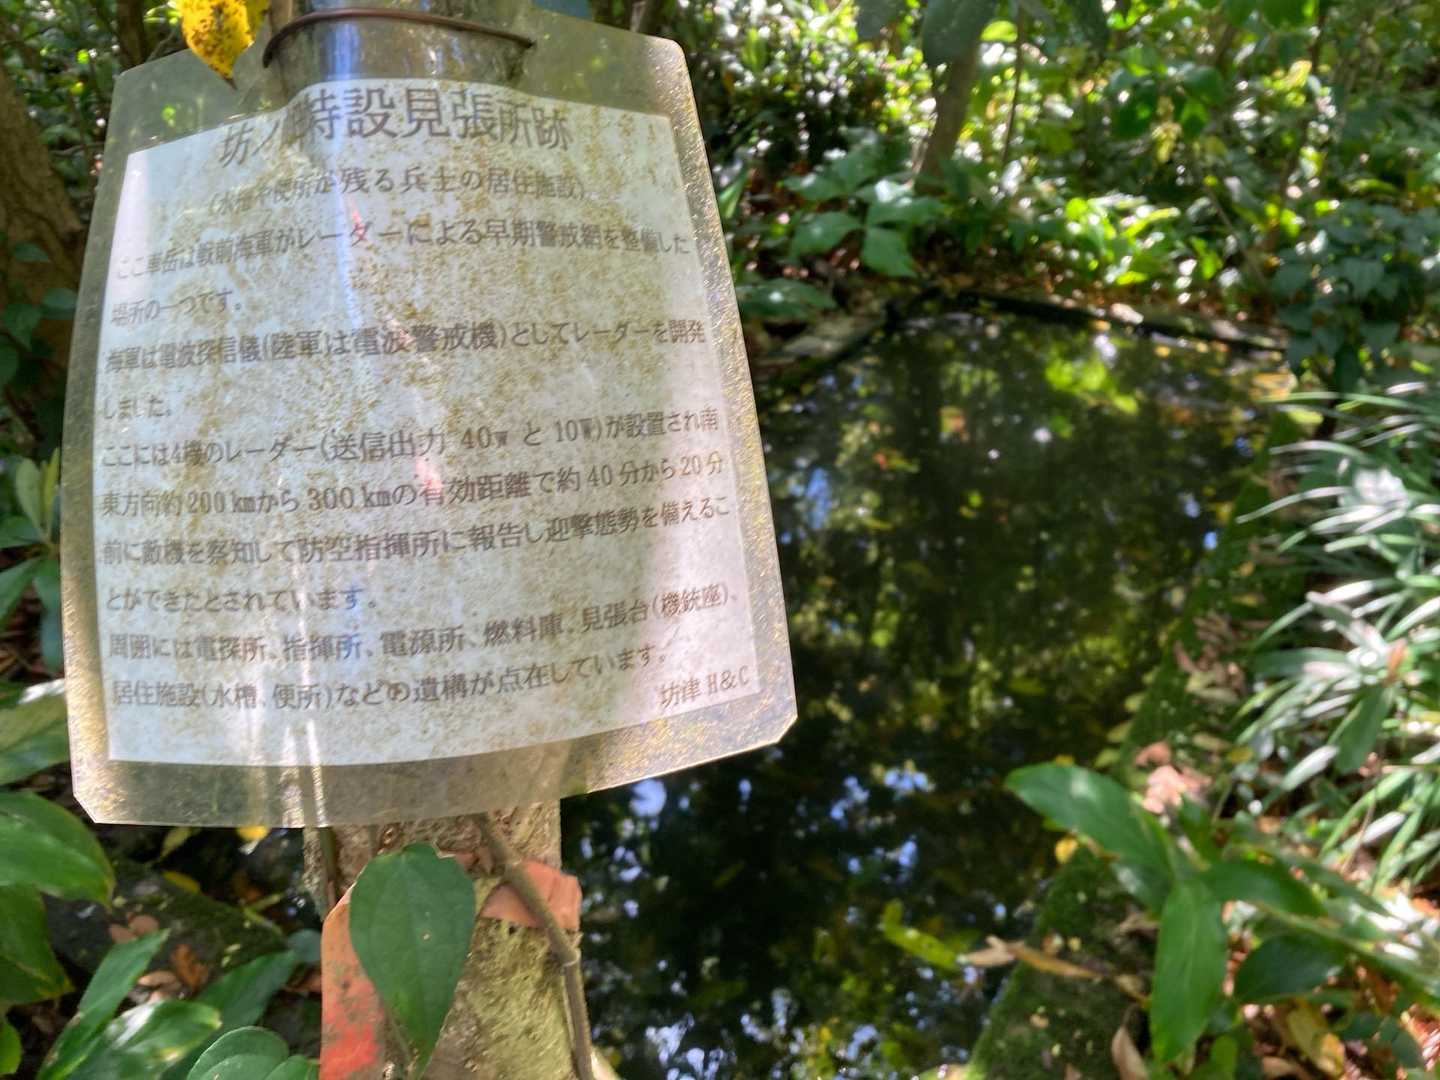 坊ノ岬特設見張所跡
(水槽や便所が残る兵士の居住施設)
ここ車岳は戦前海軍がレーダーによる早期警戒網を整備した
場所の一つです。
海軍は電波探信儀(陸軍は電波警戒機)としてレーダーを開発
しました。
ここには4機のレーダー(送信出力 40w と 10W)が設置され南
東方向約200kmから300kmの有効距離で約40分から20分
前に敵機を察知して防空指揮所に報告し迎撃態勢を備えるこ
とができたとされています。
周囲には電探所、指揮所、電源所、燃料庫、見張台(機銃座)、
居住施設(水槽、便所)などの遺構が点在しています。
坊津 H&C